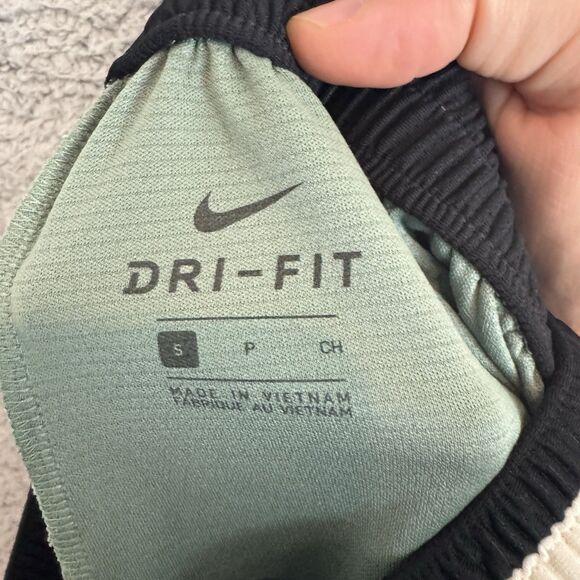 DRI-FIT
S P CH
MADE IN VIETNAM
FABRIQUE AU VIETNAM